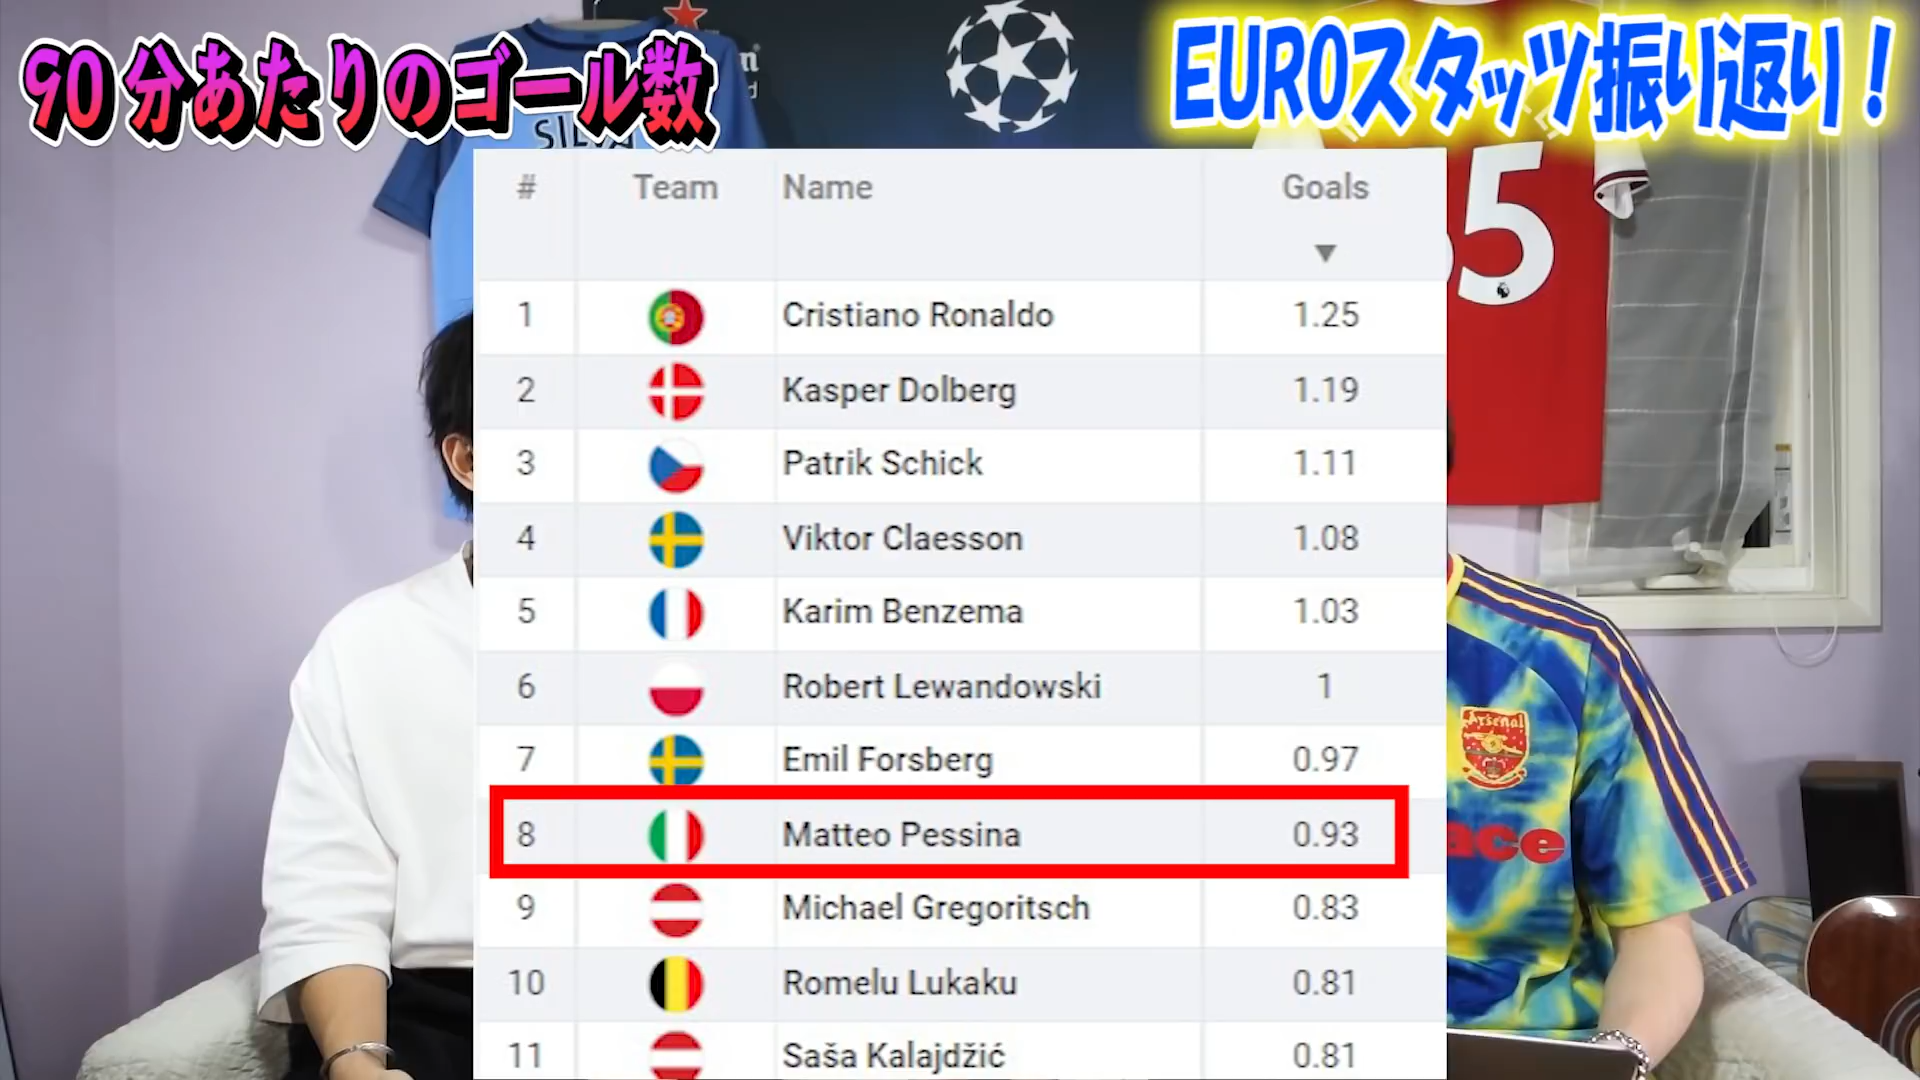 90分あたりのゴール数
EUROスタッツ振り返り！
SILVA
# Team Name Goals
▼
1 Cristiano Ronaldo 1.25
2 Kasper Dolberg 1.19
3 Patrik Schick 1.11
4 Viktor Claesson 1.08
5 Karim Benzema 1.03
6 Robert Lewandowski 1
7 Emil Forsberg 0.97
8 Matteo Pessina 0.93
9 Michael Gregoritsch 0.83
10 Romelu Lukaku 0.81
11 Saša Kalajdžić 0.81
5
Arsenal
ace